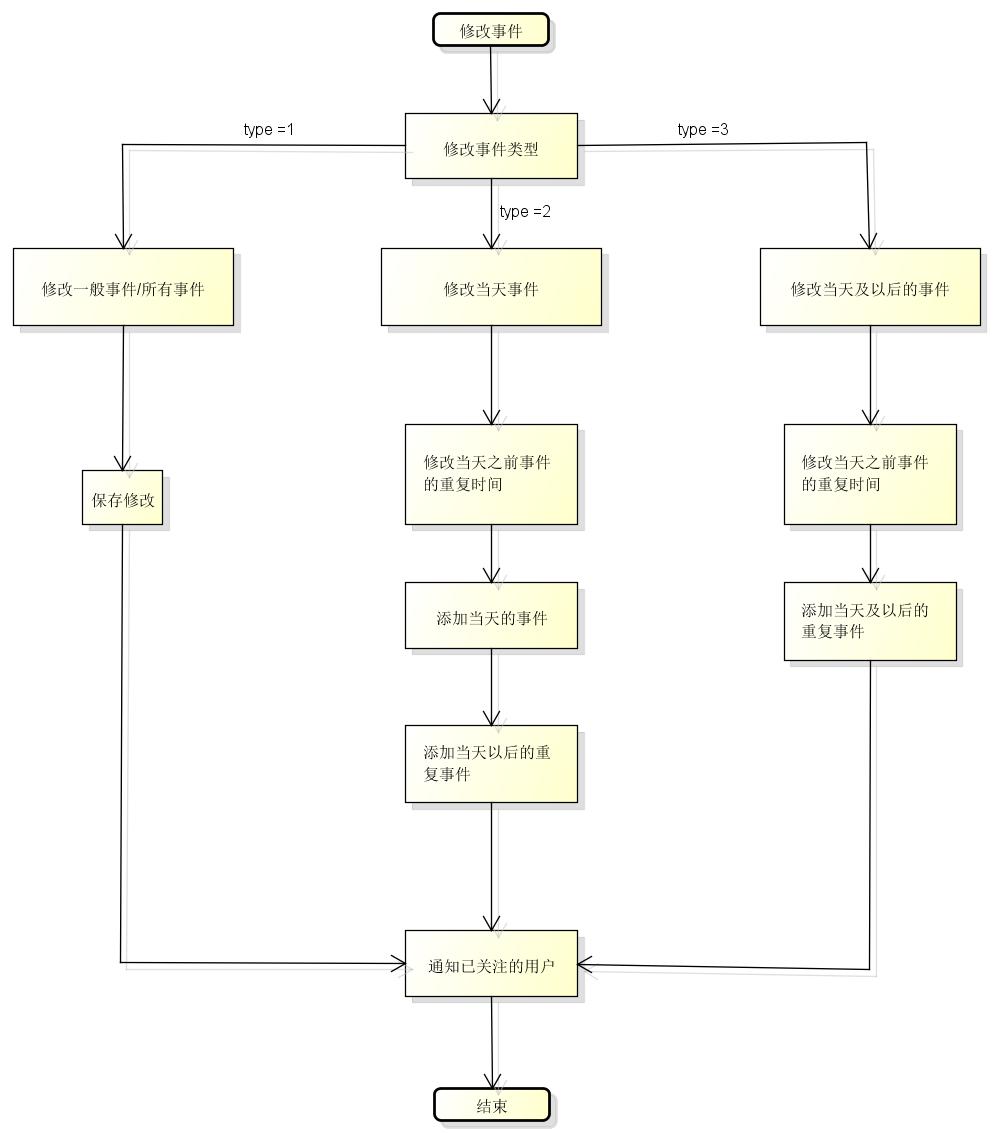 修改事件
type =1
修改事件类型
type =3
type =2
修改一般事件/所有事件
修改当天事件
修改当天及以后的事件
修改当天之前事件
的重复时间
修改当天之前事件
的重复时间
保存修改
添加当天的事件
添加当天及以后的
重复事件
添加当天以后的重
复事件
通知已关注的用户
结束